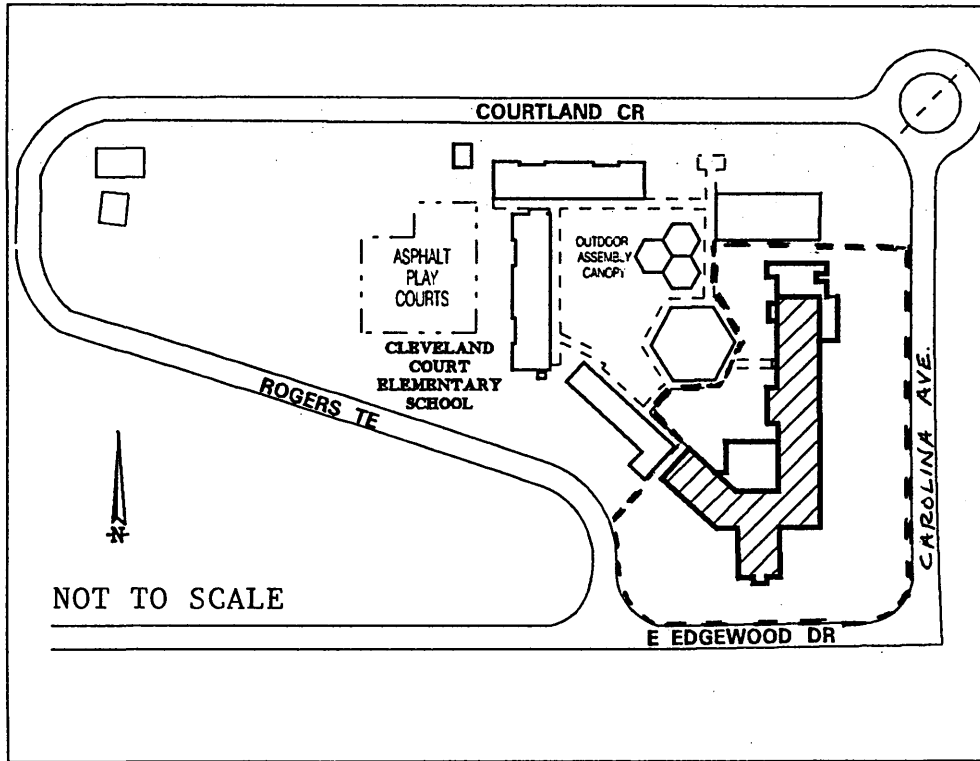 COURTLAND CR
OUTDOOR
ASSEMBLY
CANOPY
ASPHALT
PLAY
COURTS
CLEVELAND
COURT
ELEMENTARY
SCHOOL
ROGERS TE
CAROLINA AVE.
N
NOT TO SCALE
E EDGEWOOD DR